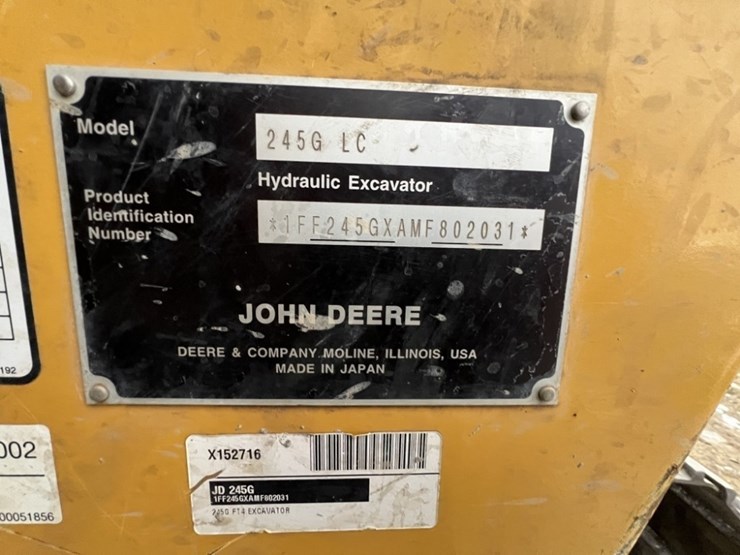 Model
245G LC
Hydraulic Excavator
Product
Identification
Number
*1FF245GXAMF802031*
JOHN DEERE
DEERE & COMPANY MOLINE, ILLINOIS, USA
MADE IN JAPAN
192
002
00051856
X152716
JD 245G
1FF245GXAMF802031
245G FT4 EXCAVATOR